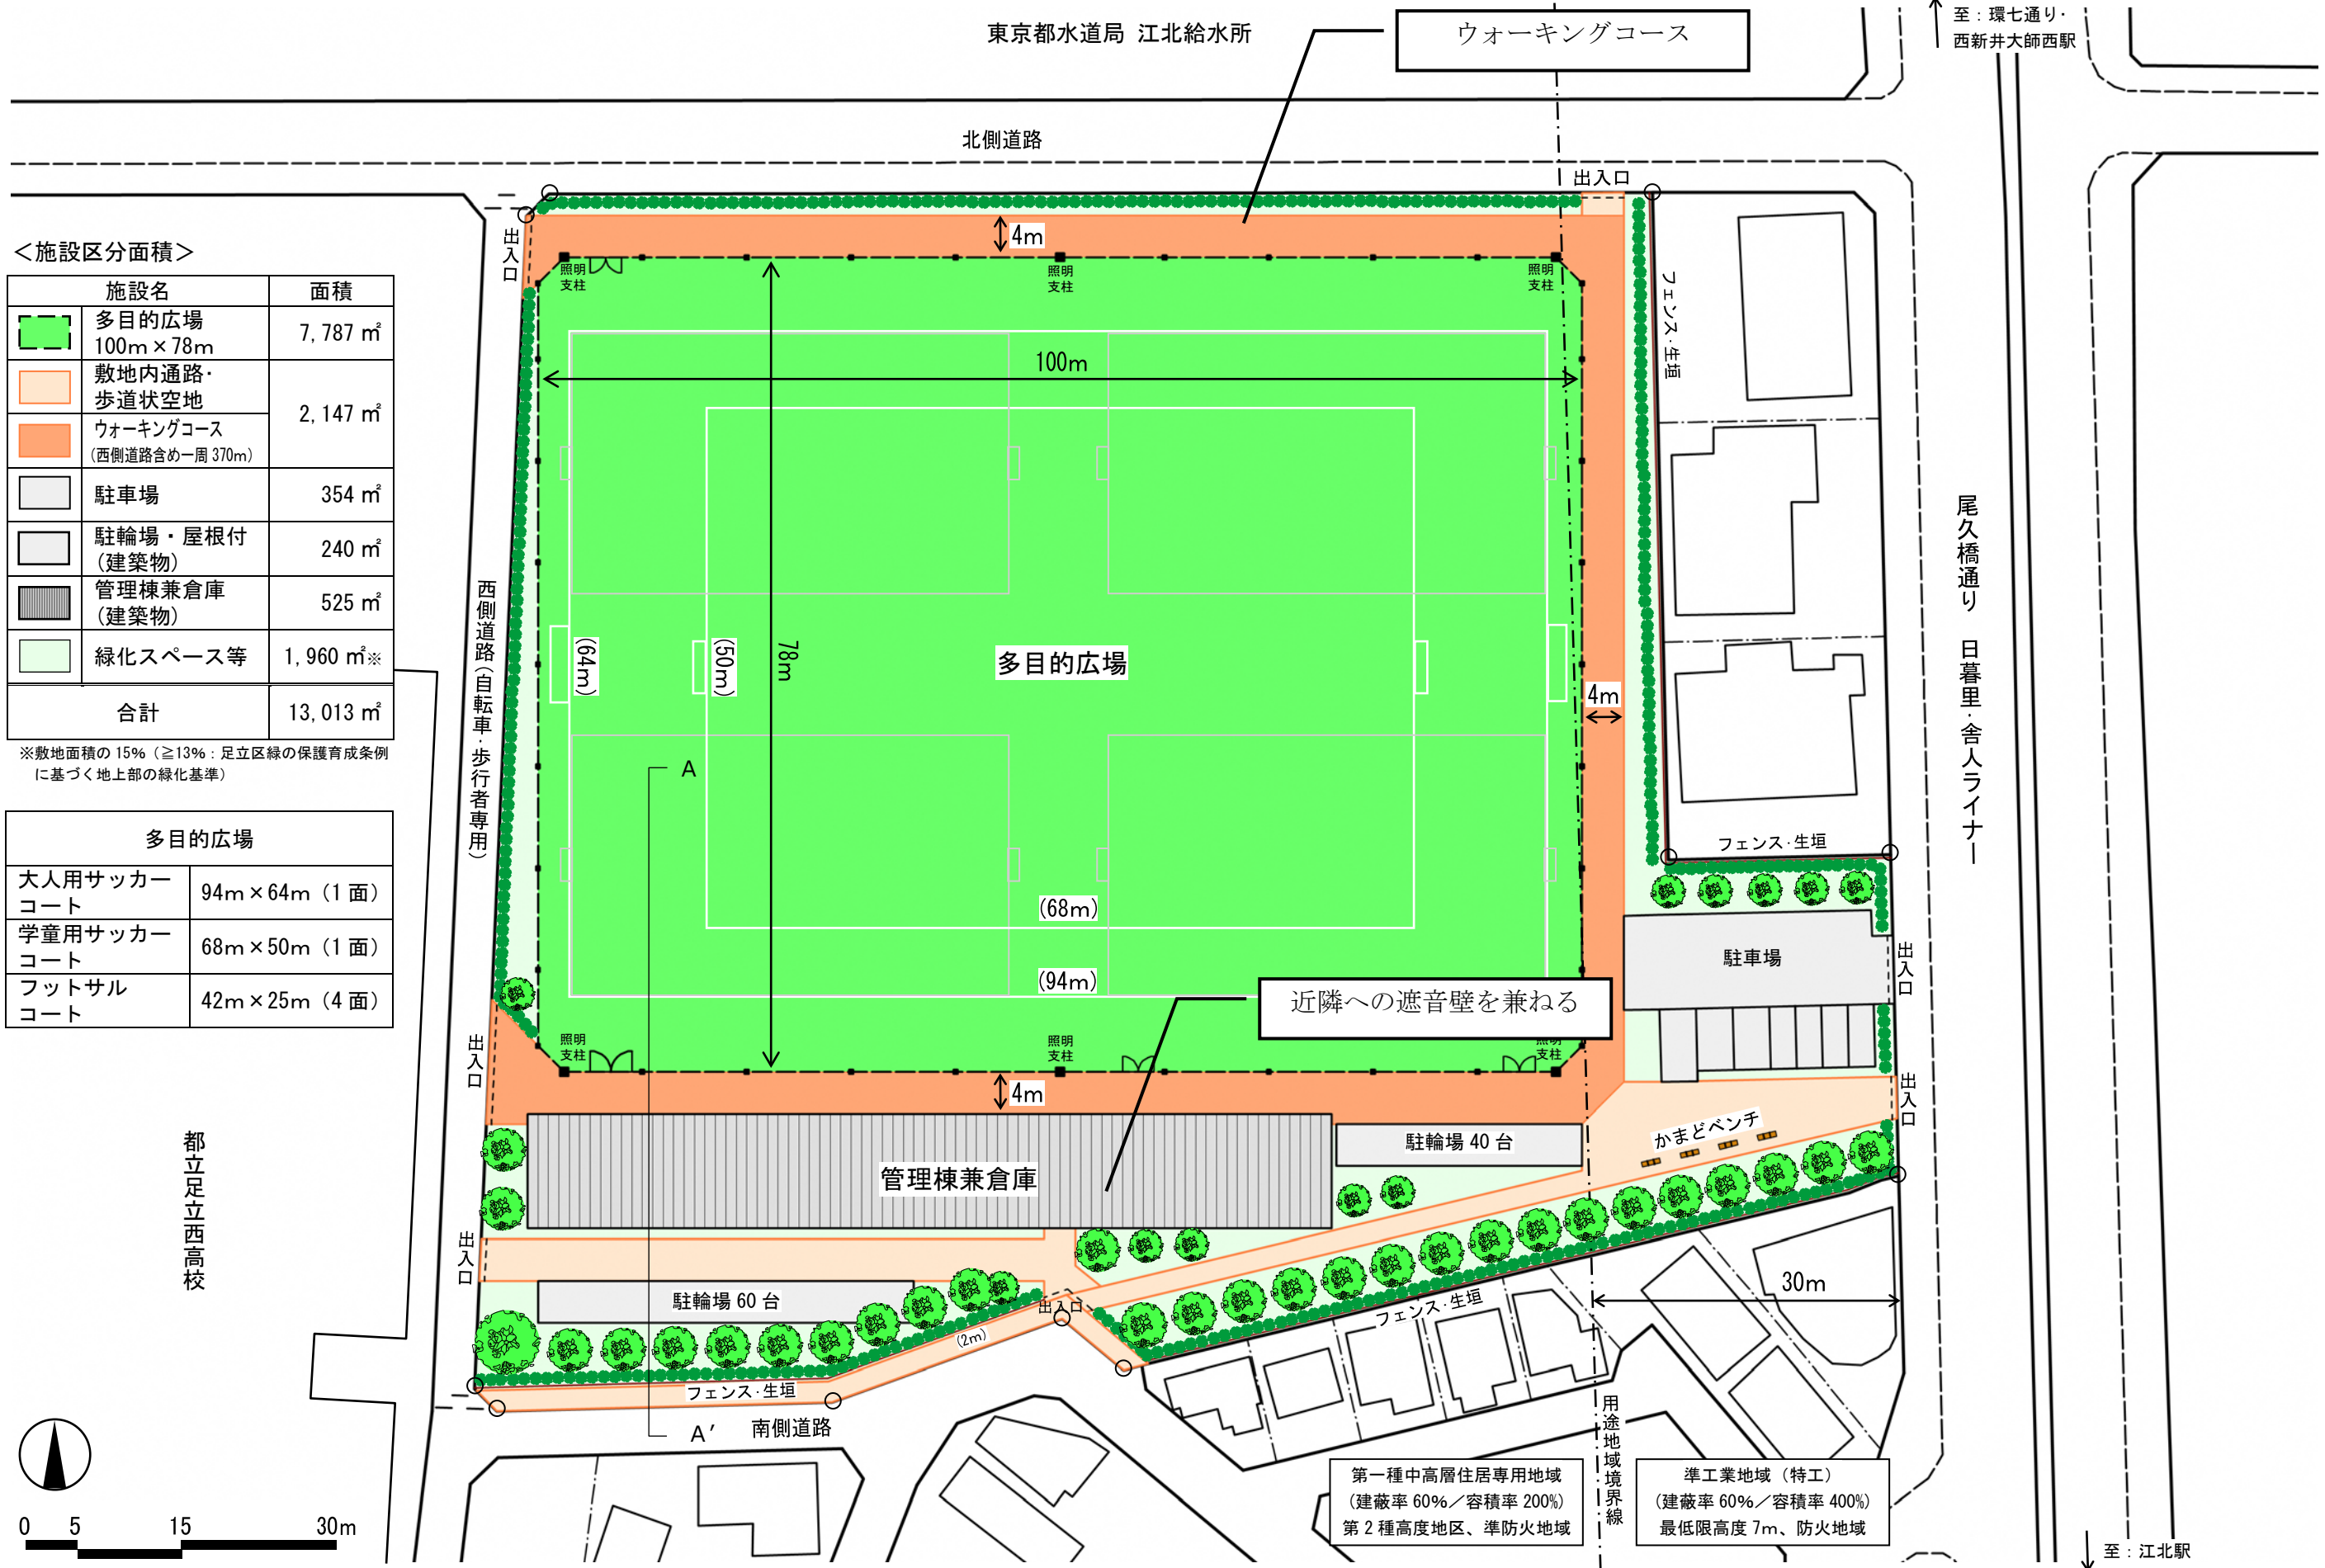 東京都水道局 江北給水所
ウォーキングコース
至：環七通り・
西新井大師西駅
北側道路
出入口
出入口
4m
照明
支柱
照明
支柱
照明
支柱
フェンス・生垣
＜施設区分面積＞
施設名 面積
多目的広場
100m×78m
7,787 ㎡
敷地内通路・
歩道状空地
2,147 ㎡
ウォーキングコース
（西側道路含め一周 370m）
駐車場 354 ㎡
駐輪場・屋根付
（建築物）
240 ㎡
管理棟兼倉庫
（建築物）
525 ㎡
緑化スペース等 1,960 ㎡※
合計 13,013 ㎡
※敷地面積の 15%（≧13%：足立区緑の保護育成条例
に基づく地上部の緑化基準）
多目的広場
大人用サッカー
コート
94m×64m（1 面）
学童用サッカー
コート
68m×50m（1 面）
フットサル
コート
42m×25m（4 面）
西側道路（自転車・歩行者専用）
100m
(64m)
(50m)
78m
多目的広場
4m
A
(68m)
(94m)
尾久橋通り 日暮里・舎人ライナー
フェンス・生垣
駐車場
出入口
近隣への遮音壁を兼ねる
照明
支柱
照明
支柱
照明
支柱
出入口
4m
出入口
かまどベンチ
駐輪場 40 台
管理棟兼倉庫
都立足立西高校
出入口
駐輪場 60 台
出入口
(2m)
フェンス・生垣
30m
フェンス・生垣
A′
南側道路
用途地域境界線
第一種中高層住居専用地域
（建蔽率 60%／容積率 200%）
第 2 種高度地区、準防火地域
準工業地域（特工）
（建蔽率 60%／容積率 400%）
最低限高度 7m、防火地域
0 5 15 30m
至：江北駅